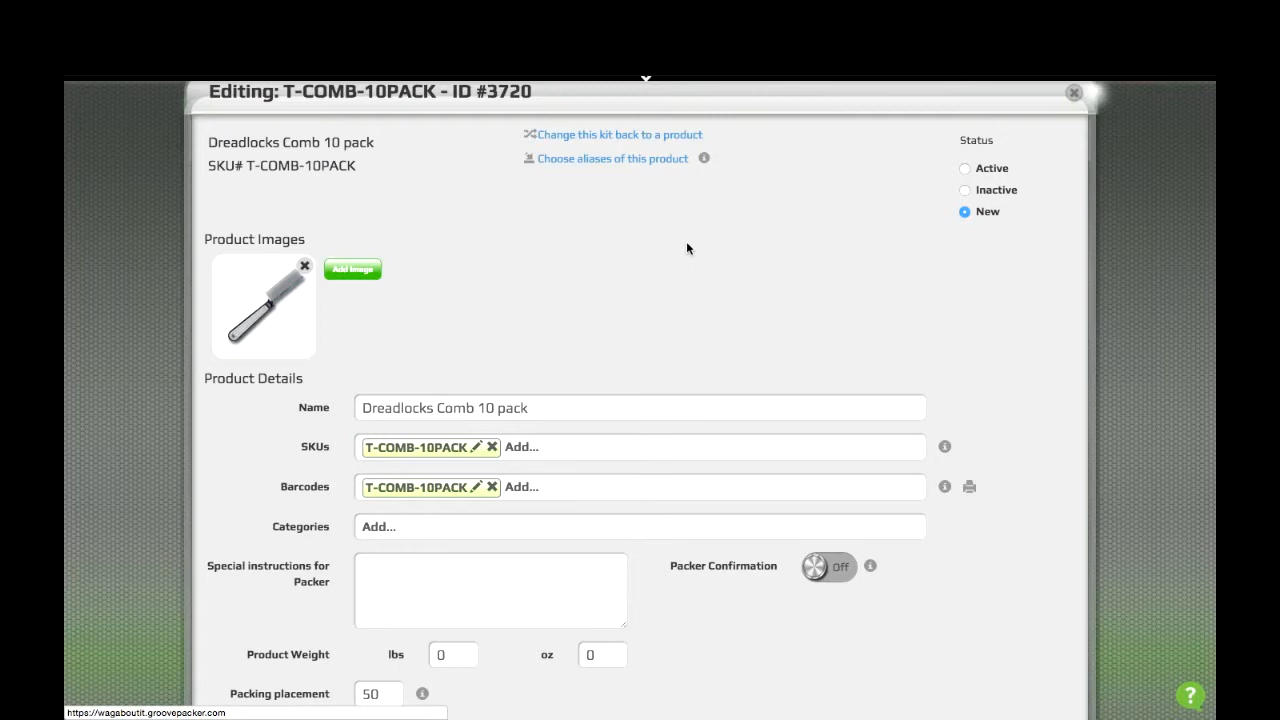 Editing: T-COMB-10PACK - ID #3720
Dreadlocks Comb 10 pack
SKU# T-COMB-10PACK
Change this kit back to a product
Choose aliases of this product
Status
Active
Inactive
New
Product Images
Add Image
Product Details
Name
Dreadlocks Comb 10 pack
SKUs
T-COMB-10PACK Add...
Barcodes
T-COMB-10PACK Add...
Categories
Add...
Special instructions for
Packer
Packer Confirmation
Off
Product Weight
lbs
0
oz
0
Packing placement
50
?
https://wagaboutit.groovepacker.com